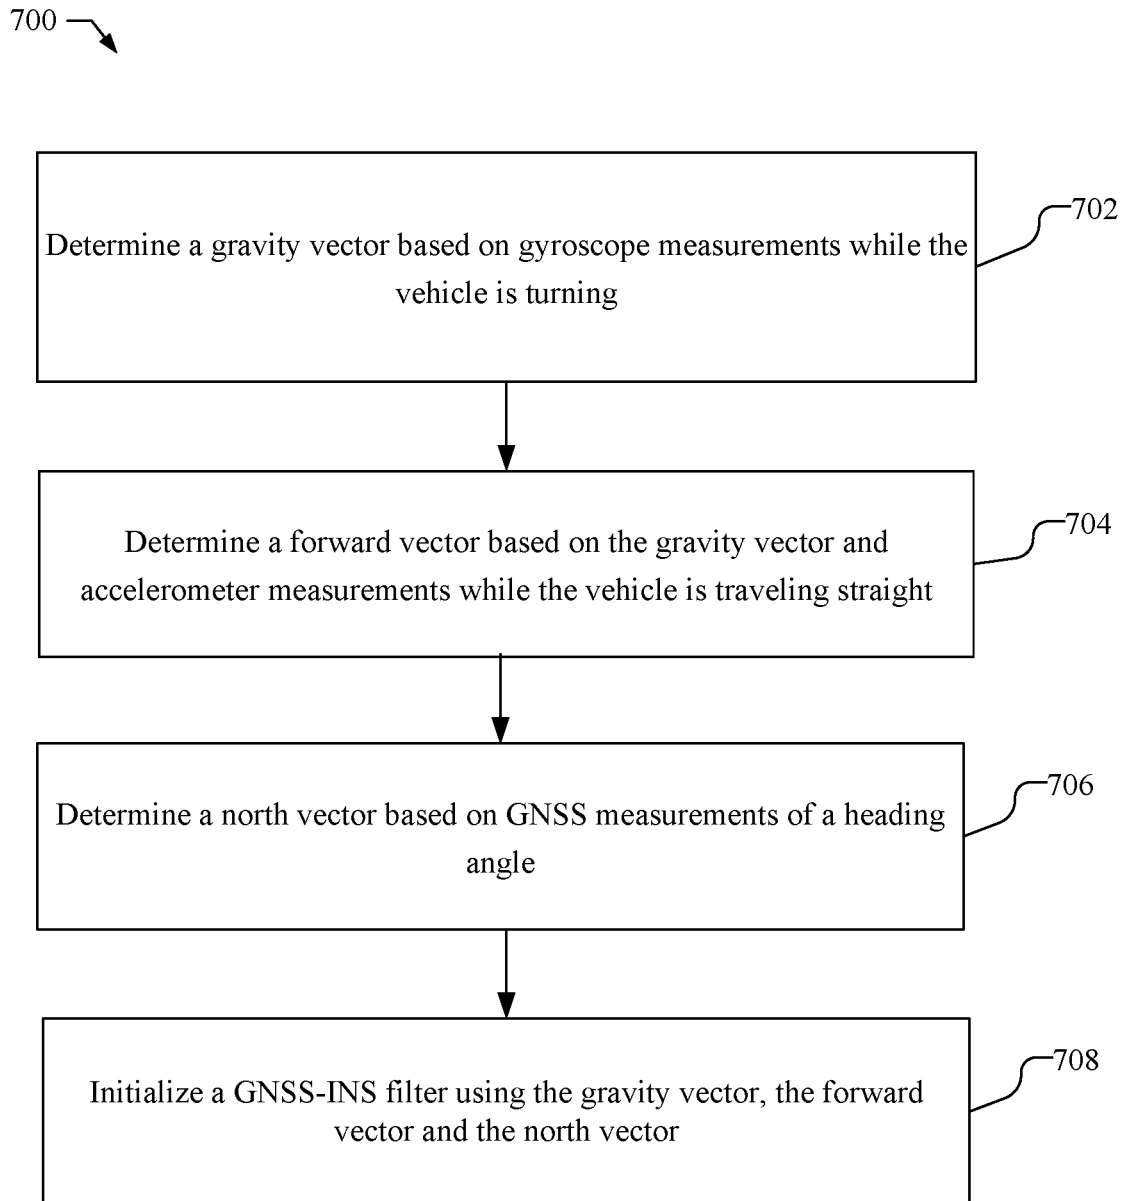 700
Determine a gravity vector based on gyroscope measurements while the
vehicle is turning
702
Determine a forward vector based on the gravity vector and
accelerometer measurements while the vehicle is traveling straight
704
Determine a north vector based on GNSS measurements of a heading
angle
706
Initialize a GNSS-INS filter using the gravity vector, the forward
vector and the north vector
708